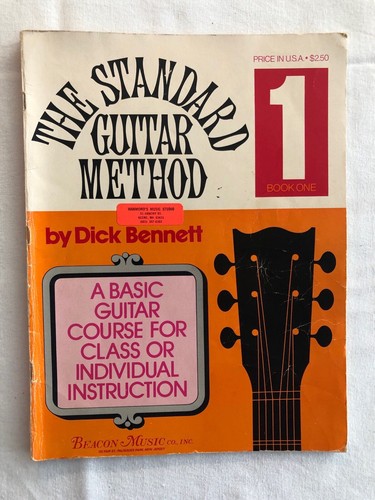 THE STANDARD
GUITAR
METHOD
PRICE IN U.S.A. • $2.50
1
BOOK ONE
by Dick Bennett
A BASIC
GUITAR
COURSE FOR
CLASS OR
INDIVIDUAL
INSTRUCTION
BEACON MUSIC CO., INC.